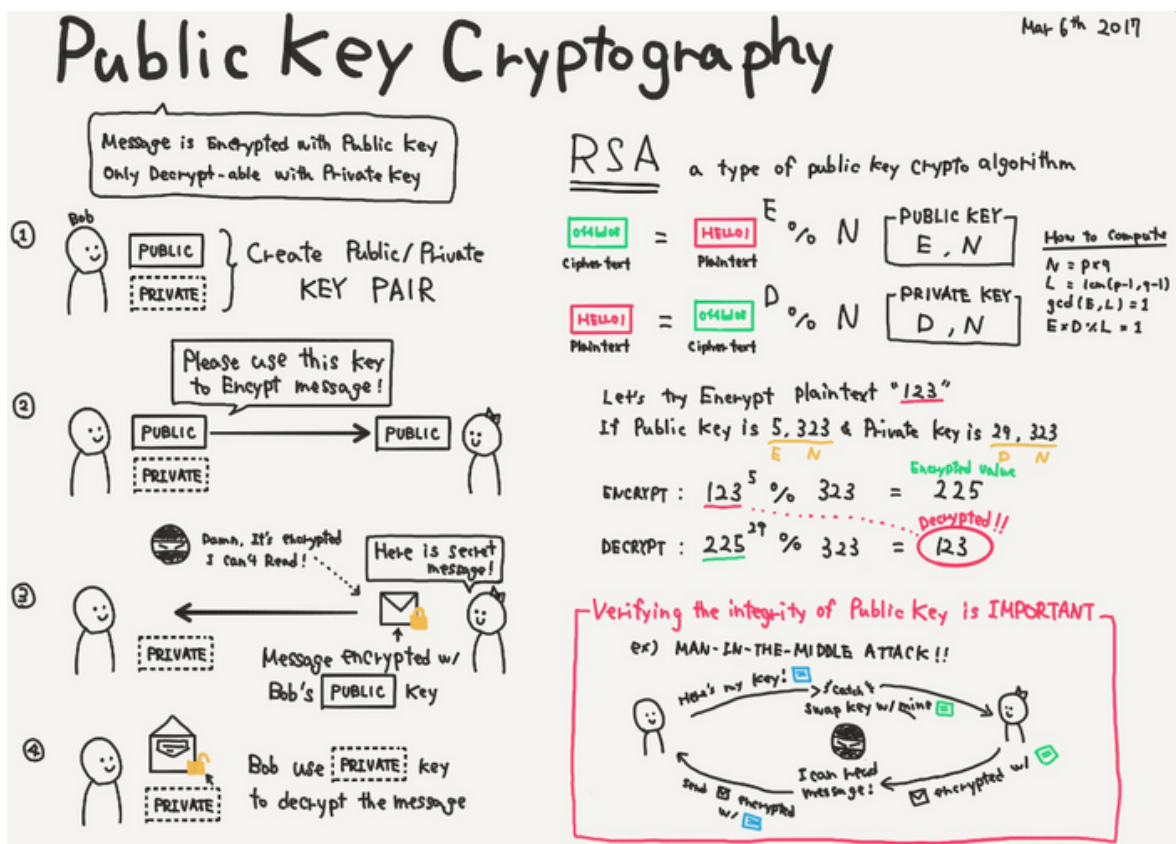 Public Key Cryptography
Mar 6th 2017
Message is Encrypted with Public Key
Only Decrypt-able with Private Key
①
Bob
PUBLIC
PRIVATE
Create Public/Private
KEY PAIR
②
Please use this key
to Encrypt message!
PUBLIC
PUBLIC
PRIVATE
③
Damn, It's encrypted
I can't Read!
Here is secret
message!
PRIVATE
Message encrypted w/
Bob's PUBLIC key
④
PRIVATE
Bob use PRIVATE key
to decrypt the message
RSA a type of public key crypto algorithm
= HELLO! E % N
Ciphertext Plaintext
PUBLIC KEY
E, N
HELLO! = D % N
Plaintext Ciphertext
PRIVATE KEY
D, N
How to Compute
N = p×q
L = lcm(p-1, q-1)
gcd(E, L) = 1
E×D % L = 1
Let's try Encrypt Plaintext "123"
If Public Key is 5, 323 & Private Key is 29, 323
E N D N
Encrypted value
ENCRYPT : 123⁵ % 323 = 225
Decrypted!!
DECRYPT : 225²⁹ % 323 = 123
Verifying the integrity of Public Key is IMPORTANT
ex) MAN-IN-THE-MIDDLE ATTACK!!
Here's my key!
catch
swap key w/ mine
I can read
message!
encrypted w/
send encrypted
w/